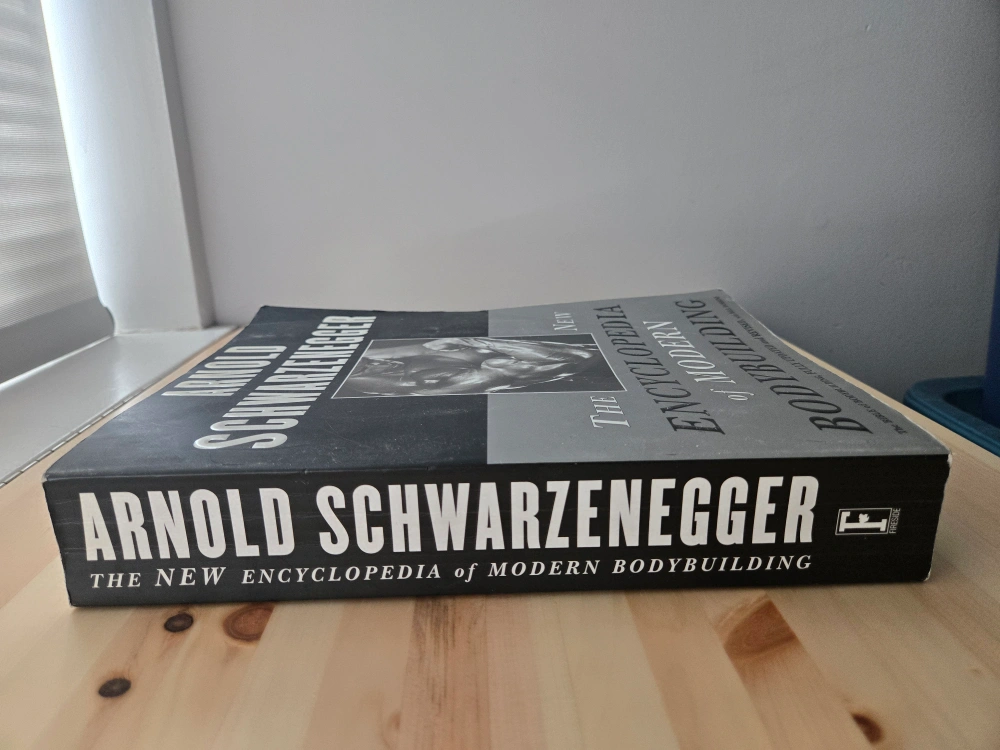 ARNOLD
SCHWARZENEGGER
THE NEW
ENCYCLOPEDIA
of MODERN
BODYBUILDING
ARNOLD SCHWARZENEGGER
THE NEW ENCYCLOPEDIA of MODERN BODYBUILDING
F
FIRESIDE